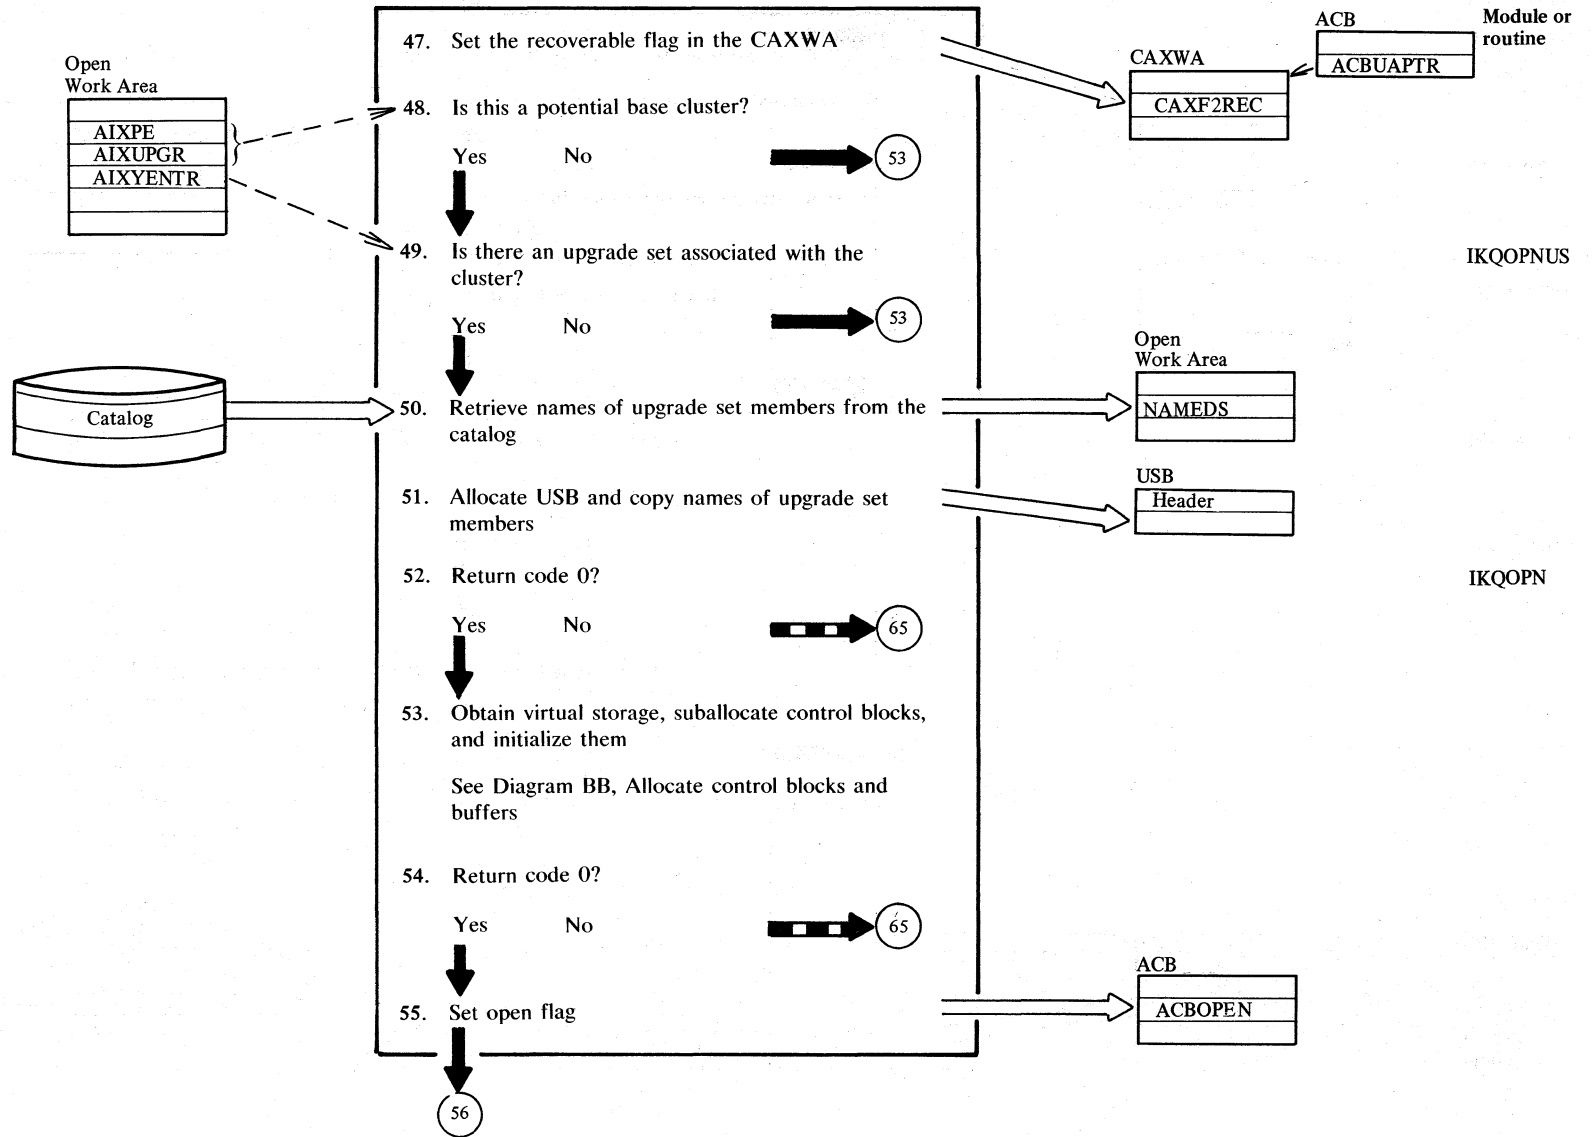 Module or
routine
ACB
ACBUAPTR
CAXWA
CAXF2REC
47. Set the recoverable flag in the CAXWA
Open
Work Area
AIXPE
AIXUPGR
AIXYENTR
48. Is this a potential base cluster?
Yes No 53
49. Is there an upgrade set associated with the
cluster?
IKQOPNUS
Yes No 53
Catalog
50. Retrieve names of upgrade set members from the
catalog
Open
Work Area
NAMEDS
51. Allocate USB and copy names of upgrade set
members
USB
Header
52. Return code 0?
IKQOPN
Yes No 65
53. Obtain virtual storage, suballocate control blocks,
and initialize them
See Diagram BB, Allocate control blocks and
buffers
54. Return code 0?
Yes No 65
55. Set open flag
ACB
ACBOPEN
56